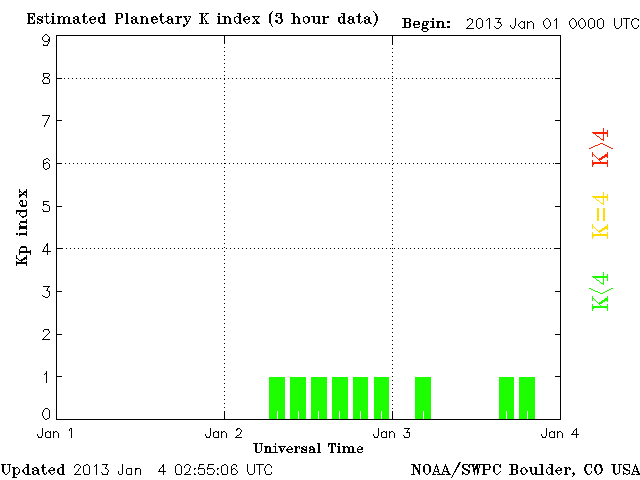 Estimated Planetary K index (3 hour data) Begin: 2013 Jan 01 0000 UTC
9
8
7
6
5
4
3
2
1
0
Kp index
K>4
K=4
K<4
Jan 1 Jan 2 Jan 3 Jan 4
Universal Time
Updated 2013 Jan 4 02:55:06 UTC NOAA/SWPC Boulder, CO USA